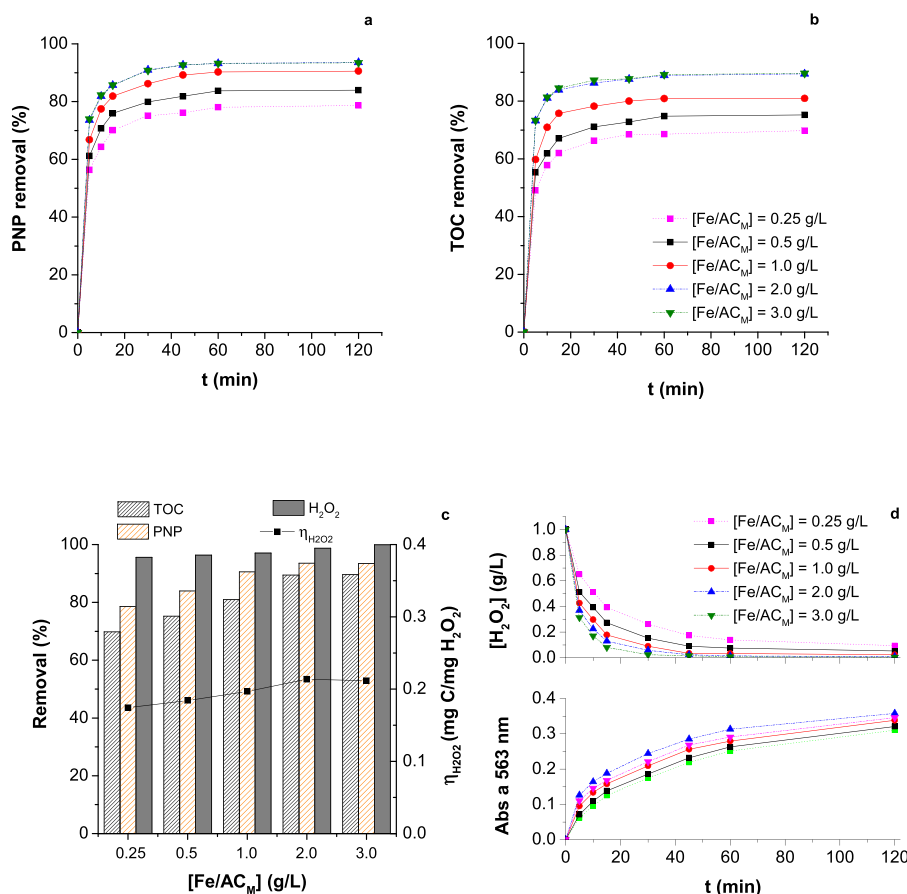 a
100
80
60
40
20
0
PNP removal (%)
0 20 40 60 80 100 120
t (min)
b
100
80
60
40
20
0
TOC removal (%)
[Fe/AC_M] = 0.25 g/L
[Fe/AC_M] = 0.5 g/L
[Fe/AC_M] = 1.0 g/L
[Fe/AC_M] = 2.0 g/L
[Fe/AC_M] = 3.0 g/L
0 20 40 60 80 100 120
t (min)
c
TOC
PNP
H₂O₂
η_H2O2
100
80
60
40
20
0
Removal (%)
0.4
0.3
0.2
0.1
0.0
η_H2O2 (mg C/mg H₂O₂)
0.25 0.5 1.0 2.0 3.0
[Fe/AC_M] (g/L)
d
[Fe/AC_M] = 0.25 g/L
[Fe/AC_M] = 0.5 g/L
[Fe/AC_M] = 1.0 g/L
[Fe/AC_M] = 2.0 g/L
[Fe/AC_M] = 3.0 g/L
1.0
0.8
0.6
0.4
0.2
0.0
[H₂O₂] (g/L)
0.4
0.3
0.2
0.1
0.0
Abs a 563 nm
0 20 40 60 80 100 120
t (min)